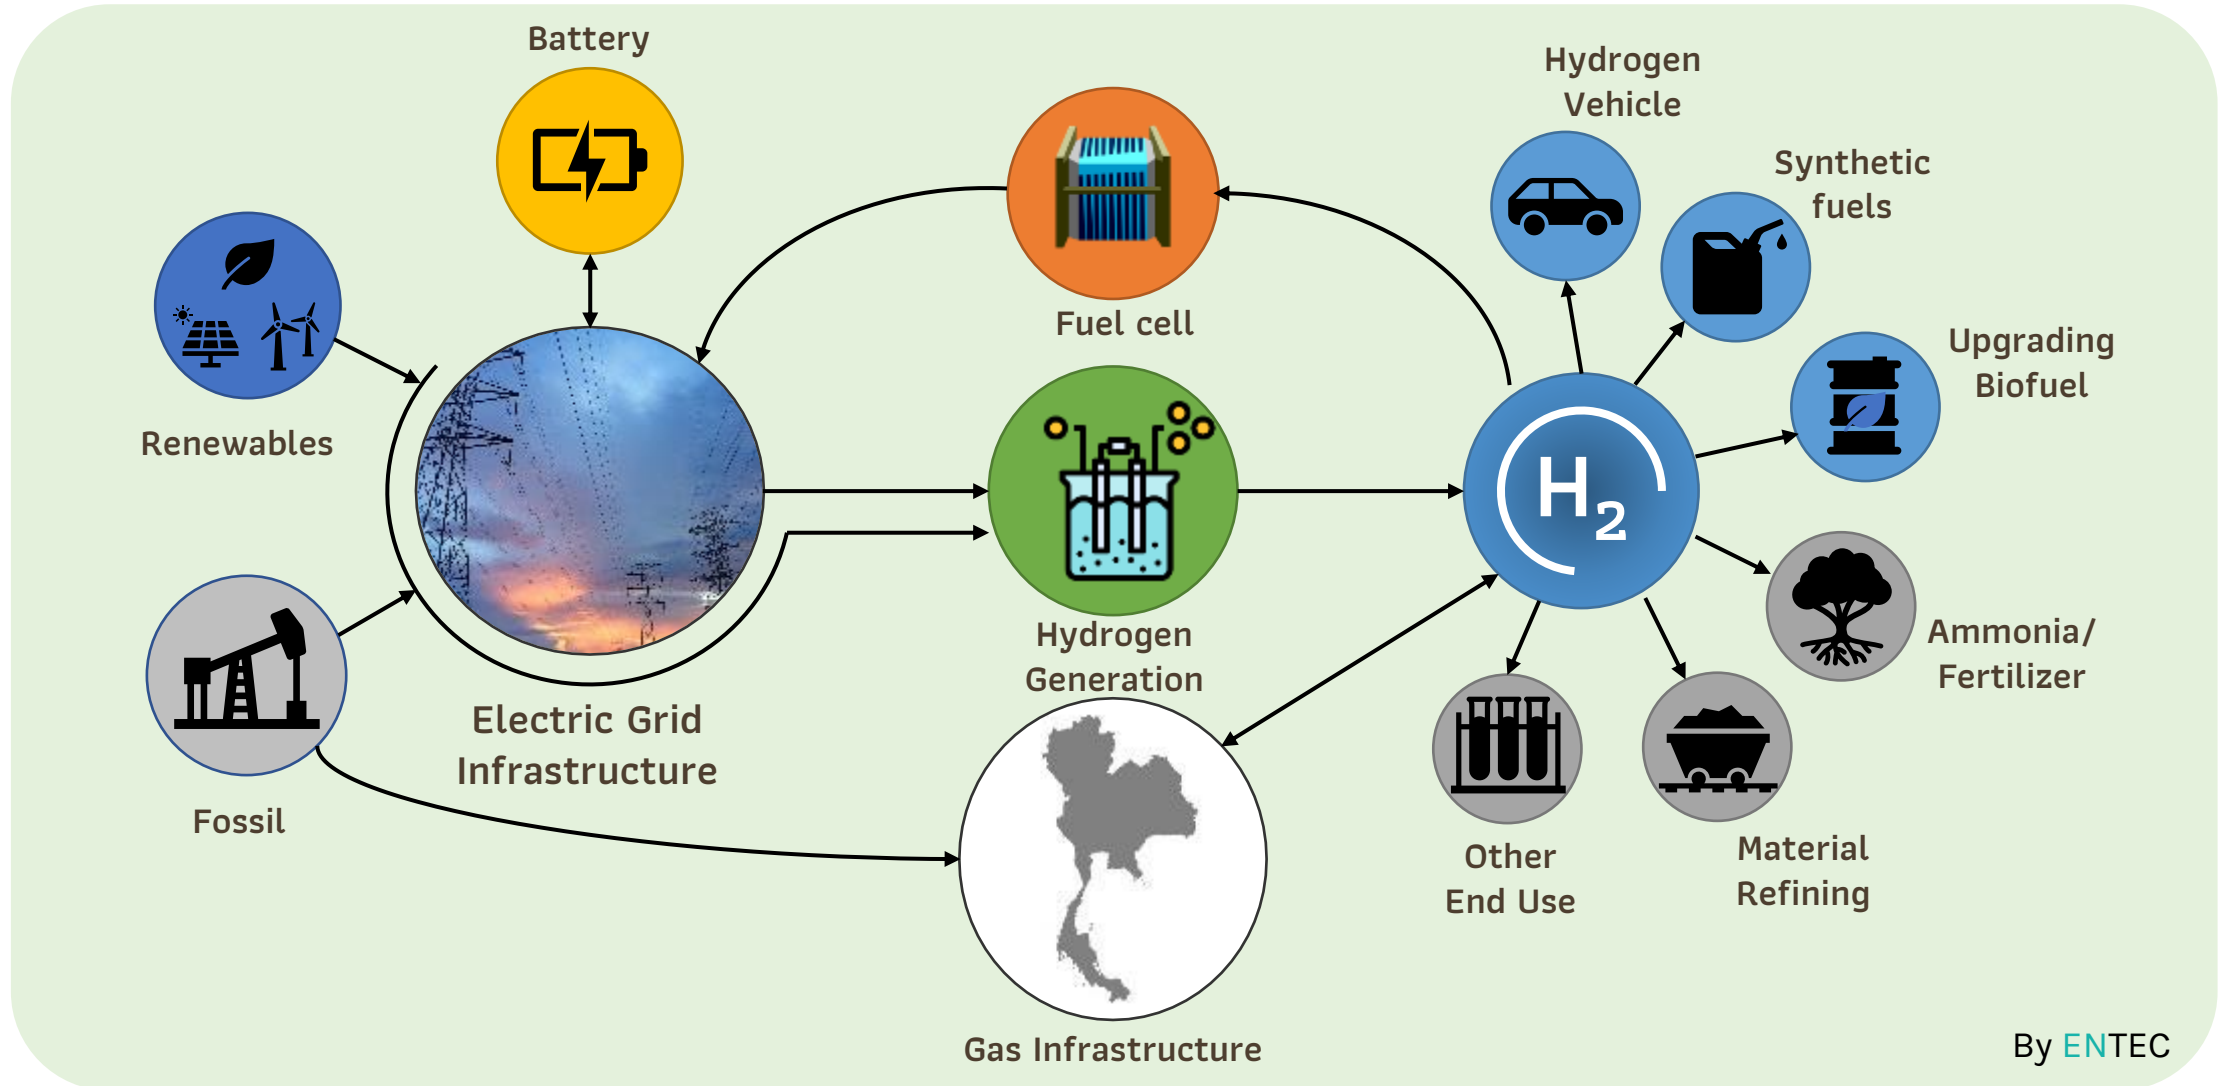 Battery
Hydrogen
Vehicle
Synthetic
fuels
Fuel cell
Upgrading
Biofuel
Renewables
H2
Hydrogen
Generation
Ammonia/
Fertilizer
Electric Grid
Infrastructure
Fossil
Other
End Use
Material
Refining
Gas Infrastructure
By ENTEC